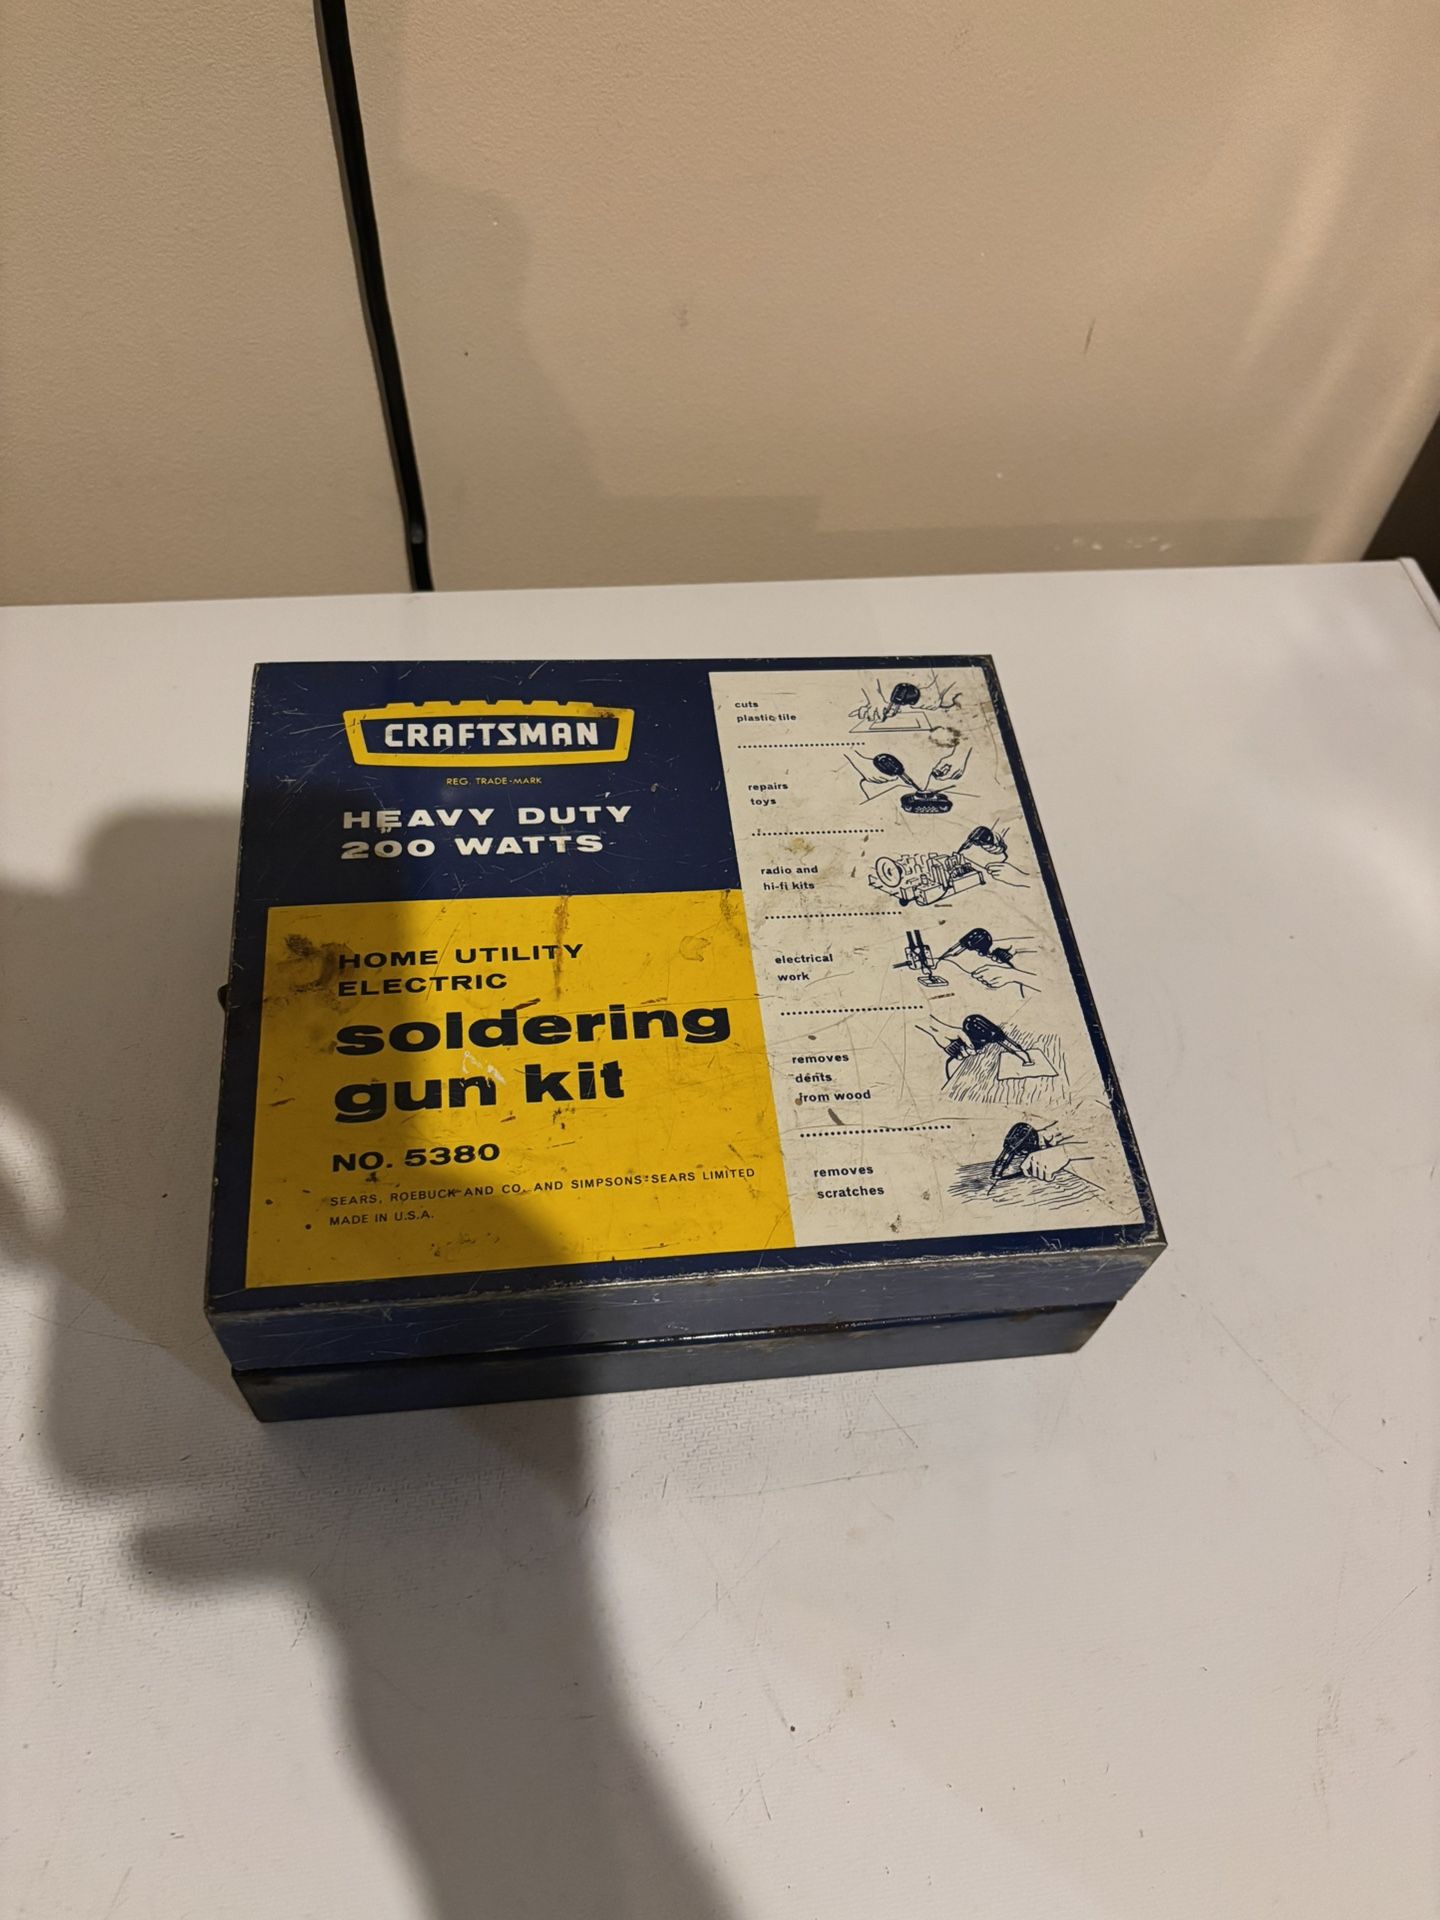 CRAFTSMAN
REG. TRADE-MARK
HEAVY DUTY
200 WATTS
HOME UTILITY
ELECTRIC
soldering
gun kit
NO. 5380
SEARS, ROEBUCK AND CO. AND SIMPSONS-SEARS LIMITED
MADE IN U.S.A.
cuts
plastic tile
repairs
toys
radio and
hi-fi kits
electrical
work
removes
dents
from wood
removes
scratches